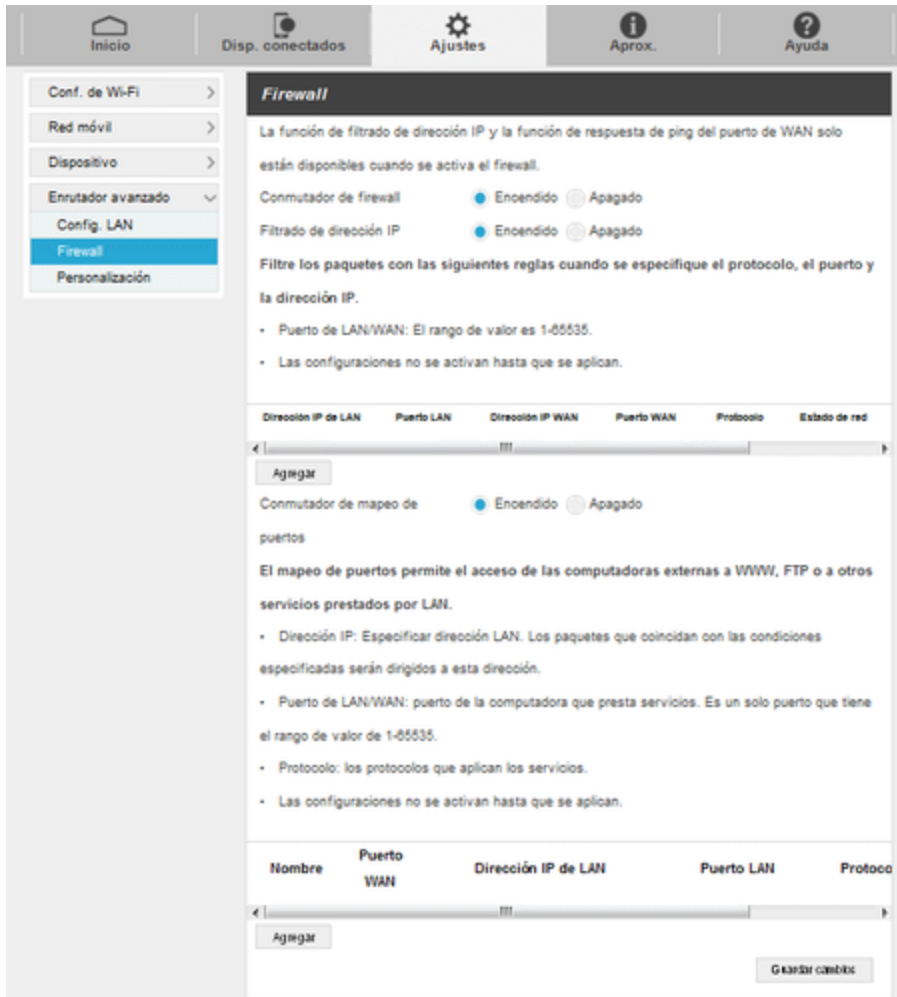 Inicio
Disp. conectados
Ajustes
Aprox.
Ayuda
Conf. de Wi-Fi
Red móvil
Dispositivo
Enrutador avanzado
Config. LAN
Firewall
Personalización
Firewall
La función de filtrado de dirección IP y la función de respuesta de ping del puerto de WAN solo
están disponibles cuando se activa el firewall.
Conmutador de firewall Encendido Apagado
Filtrado de dirección IP Encendido Apagado
Filtre los paquetes con las siguientes reglas cuando se especifique el protocolo, el puerto y
la dirección IP.
• Puerto de LAN/WAN: El rango de valor es 1-65535.
• Las configuraciones no se activan hasta que se aplican.
Dirección IP de LAN Puerto LAN Dirección IP WAN Puerto WAN Protocolo Estado de red
Agregar
Conmutador de mapeo de Encendido Apagado
puertos
El mapeo de puertos permite el acceso de las computadoras externas a WWW, FTP o a otros
servicios prestados por LAN.
• Dirección IP: Especificar dirección LAN. Los paquetes que coincidan con las condiciones
especificadas serán dirigidos a esta dirección.
• Puerto de LAN/WAN: puerto de la computadora que presta servicios. Es un solo puerto que tiene
el rango de valor de 1-65535.
• Protocolo: los protocolos que aplican los servicios.
• Las configuraciones no se activan hasta que se aplican.
Nombre Puerto WAN Dirección IP de LAN Puerto LAN Protoco
Agregar
Guardar cambios